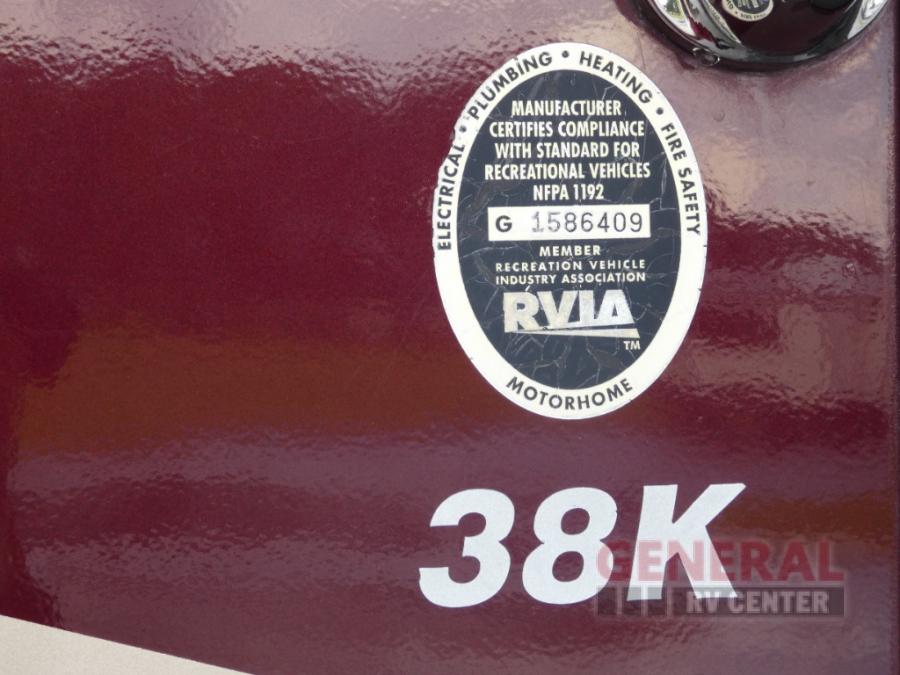 ELECTRICAL • PLUMBING • HEATING • FIRE SAFETY
MANUFACTURER
CERTIFIES COMPLIANCE
WITH STANDARD FOR
RECREATIONAL VEHICLES
NFPA 1192
G 1586409
MEMBER
RECREATION VEHICLE
INDUSTRY ASSOCIATION
RVIA
TM
MOTORHOME
38K
GENERAL
RV CENTER